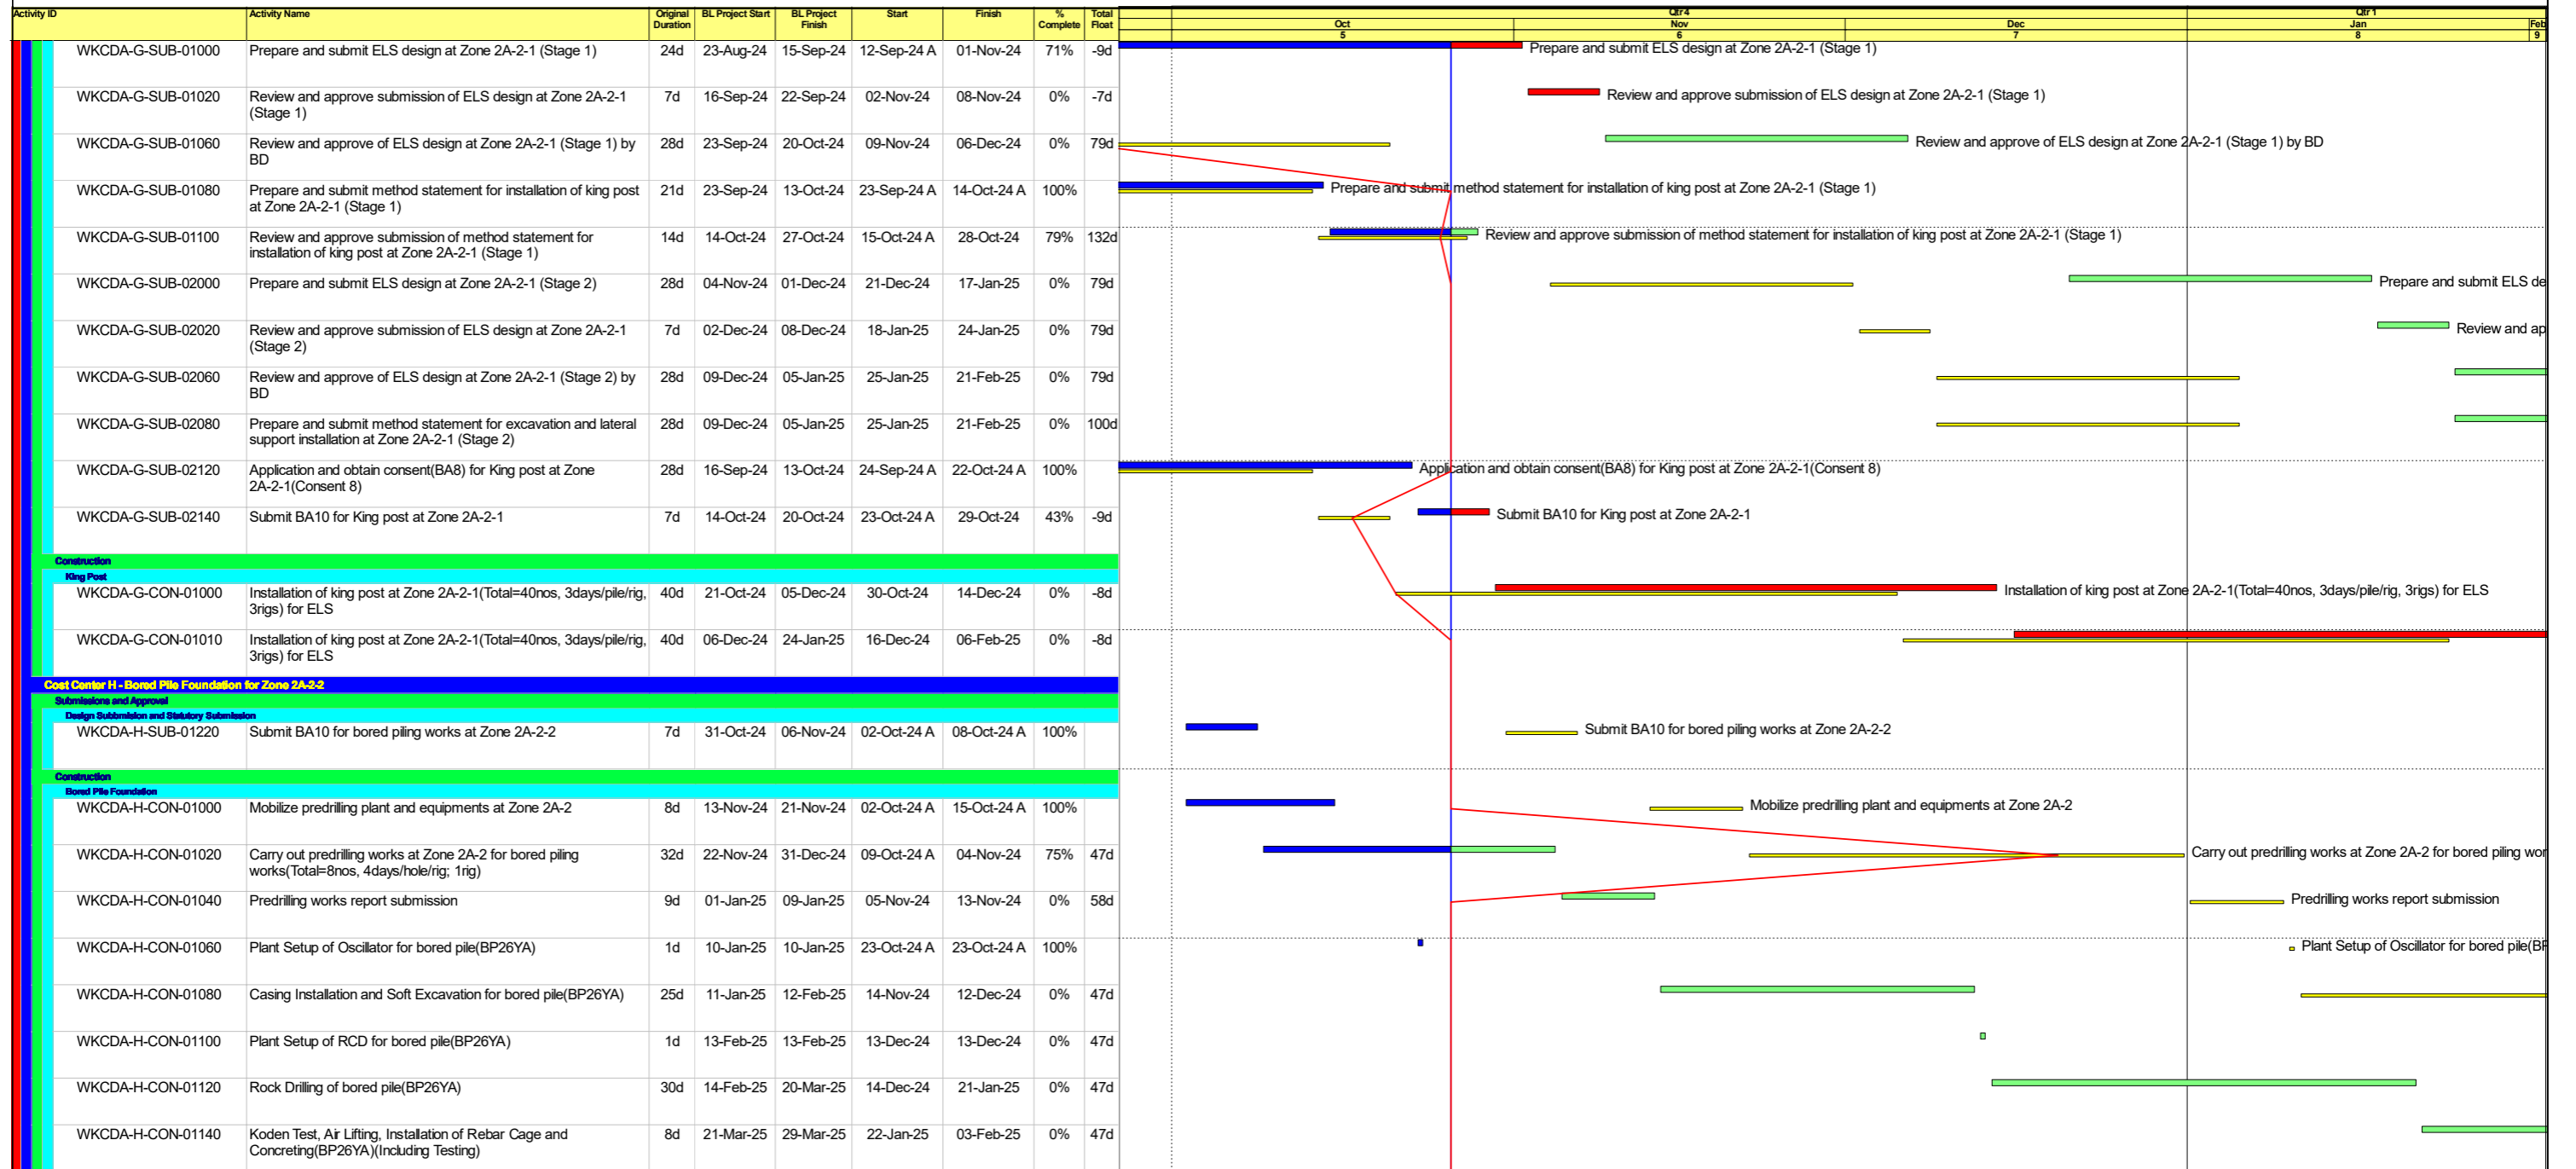 Activity ID Activity Name Original Duration BL Project Start BL Project Finish Start Finish % Complete Total Float
Qtr 4 Qtr 1
Oct Nov Dec Jan Feb
5 6 7 8 9
WKCDA-G-SUB-01000 Prepare and submit ELS design at Zone 2A-2-1 (Stage 1) 24d 23-Aug-24 15-Sep-24 12-Sep-24 A 01-Nov-24 71% -9d Prepare and submit ELS design at Zone 2A-2-1 (Stage 1)
WKCDA-G-SUB-01020 Review and approve submission of ELS design at Zone 2A-2-1 7d 16-Sep-24 22-Sep-24 02-Nov-24 08-Nov-24 0% -7d Review and approve submission of ELS design at Zone 2A-2-1 (Stage 1)
(Stage 1)
WKCDA-G-SUB-01060 Review and approve of ELS design at Zone 2A-2-1 (Stage 1) by 28d 23-Sep-24 20-Oct-24 09-Nov-24 06-Dec-24 0% 79d Review and approve of ELS design at Zone 2A-2-1 (Stage 1) by BD
BD
WKCDA-G-SUB-01080 Prepare and submit method statement for installation of king post 21d 23-Sep-24 13-Oct-24 23-Sep-24 A 14-Oct-24 A 100% Prepare and submit method statement for installation of king post at Zone 2A-2-1 (Stage 1)
at Zone 2A-2-1 (Stage 1)
WKCDA-G-SUB-01100 Review and approve submission of method statement for 14d 14-Oct-24 27-Oct-24 15-Oct-24 A 28-Oct-24 79% 132d Review and approve submission of method statement for installation of king post at Zone 2A-2-1 (Stage 1)
installation of king post at Zone 2A-2-1 (Stage 1)
WKCDA-G-SUB-02000 Prepare and submit ELS design at Zone 2A-2-1 (Stage 2) 28d 04-Nov-24 01-Dec-24 21-Dec-24 17-Jan-25 0% 79d Prepare and submit ELS de
WKCDA-G-SUB-02020 Review and approve submission of ELS design at Zone 2A-2-1 7d 02-Dec-24 08-Dec-24 18-Jan-25 24-Jan-25 0% 79d Review and ap
(Stage 2)
WKCDA-G-SUB-02060 Review and approve of ELS design at Zone 2A-2-1 (Stage 2) by 28d 09-Dec-24 05-Jan-25 25-Jan-25 21-Feb-25 0% 79d
BD
WKCDA-G-SUB-02080 Prepare and submit method statement for excavation and lateral 28d 09-Dec-24 05-Jan-25 25-Jan-25 21-Feb-25 0% 100d
support installation at Zone 2A-2-1 (Stage 2)
WKCDA-G-SUB-02120 Application and obtain consent(BA8) for King post at Zone 28d 16-Sep-24 13-Oct-24 24-Sep-24 A 22-Oct-24 A 100% Application and obtain consent(BA8) for King post at Zone 2A-2-1(Consent 8)
2A-2-1(Consent 8)
WKCDA-G-SUB-02140 Submit BA10 for King post at Zone 2A-2-1 7d 14-Oct-24 20-Oct-24 23-Oct-24 A 29-Oct-24 43% -9d Submit BA10 for King post at Zone 2A-2-1
Construction
King Post
WKCDA-G-CON-01000 Installation of king post at Zone 2A-2-1(Total=40nos, 3days/pile/rig, 40d 21-Oct-24 05-Dec-24 30-Oct-24 14-Dec-24 0% -8d Installation of king post at Zone 2A-2-1(Total=40nos, 3days/pile/rig, 3rigs) for ELS
3rigs) for ELS
WKCDA-G-CON-01010 Installation of king post at Zone 2A-2-1(Total=40nos, 3days/pile/rig, 40d 06-Dec-24 24-Jan-25 16-Dec-24 06-Feb-25 0% -8d
3rigs) for ELS
Cost Center H - Bored Pile Foundation for Zone 2A-2-2
Submissions and Approval
Design Subbmision and Statutory Submission
WKCDA-H-SUB-01220 Submit BA10 for bored piling works at Zone 2A-2-2 7d 31-Oct-24 06-Nov-24 02-Oct-24 A 08-Oct-24 A 100% Submit BA10 for bored piling works at Zone 2A-2-2
Construction
Bored Pile Foundation
WKCDA-H-CON-01000 Mobilize predrilling plant and equipments at Zone 2A-2 8d 13-Nov-24 21-Nov-24 02-Oct-24 A 15-Oct-24 A 100% Mobilize predrilling plant and equipments at Zone 2A-2
WKCDA-H-CON-01020 Carry out predrilling works at Zone 2A-2 for bored piling 32d 22-Nov-24 31-Dec-24 09-Oct-24 A 04-Nov-24 75% 47d Carry out predrilling works at Zone 2A-2 for bored piling wor
works(Total=8nos, 4days/hole/rig; 1rig)
WKCDA-H-CON-01040 Predrilling works report submission 9d 01-Jan-25 09-Jan-25 05-Nov-24 13-Nov-24 0% 58d Predrilling works report submission
WKCDA-H-CON-01060 Plant Setup of Oscillator for bored pile(BP26YA) 1d 10-Jan-25 10-Jan-25 23-Oct-24 A 23-Oct-24 A 100% Plant Setup of Oscillator for bored pile(BP
WKCDA-H-CON-01080 Casing Installation and Soft Excavation for bored pile(BP26YA) 25d 11-Jan-25 12-Feb-25 14-Nov-24 12-Dec-24 0% 47d
WKCDA-H-CON-01100 Plant Setup of RCD for bored pile(BP26YA) 1d 13-Feb-25 13-Feb-25 13-Dec-24 13-Dec-24 0% 47d
WKCDA-H-CON-01120 Rock Drilling of bored pile(BP26YA) 30d 14-Feb-25 20-Mar-25 14-Dec-24 21-Jan-25 0% 47d
WKCDA-H-CON-01140 Koden Test, Air Lifting, Installation of Rebar Cage and 8d 21-Mar-25 29-Mar-25 22-Jan-25 03-Feb-25 0% 47d
Concreting(BP26YA)(Including Testing)